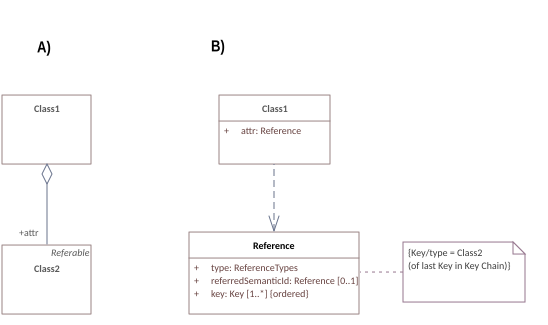 A)
B)
Class1
+attr
Referable
Class2
Class1
+ attr: Reference
Reference
+ type: ReferenceTypes
+ referredSemanticId: Reference [0..1]
+ key: Key [1..*] {ordered}
{Key/type = Class2
(of last Key in Key Chain)}